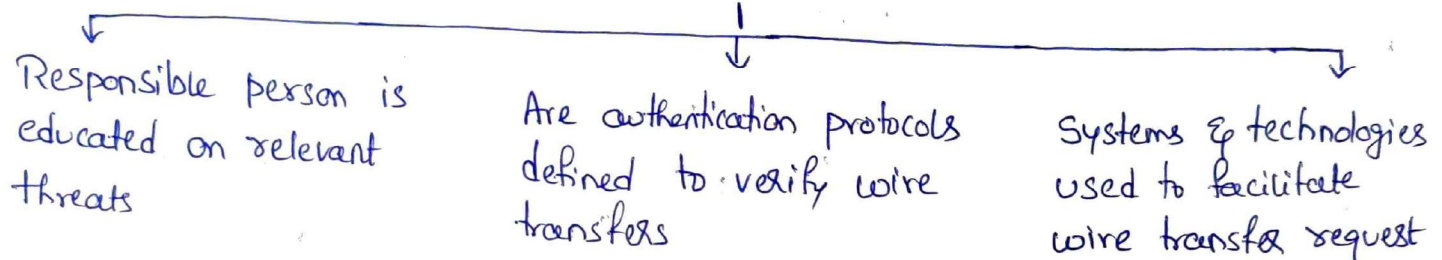 Responsible person is
educated on relevant
threats
Are authentication protocols
defined to verify wire
transfers
Systems & technologies
used to facilitate
wire transfer request